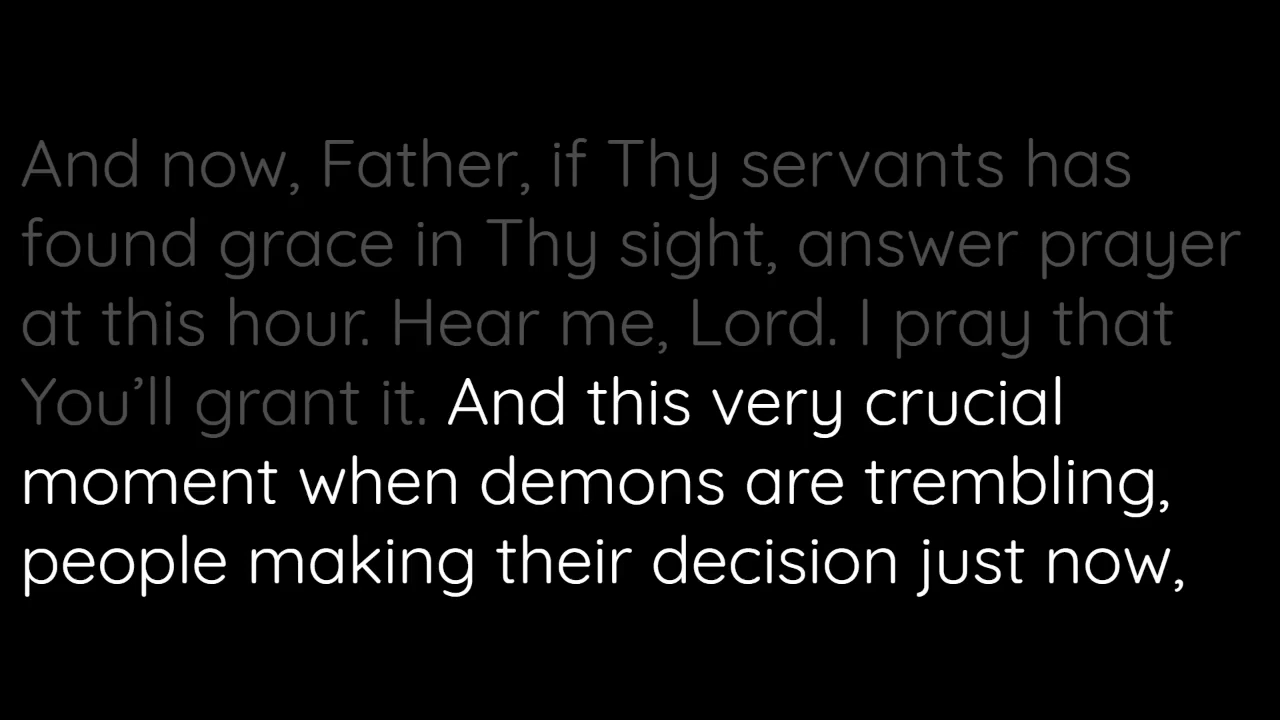 And now, Father, if Thy servants has
found grace in Thy sight, answer prayer
at this hour. Hear me, Lord. I pray that
You’ll grant it. And this very crucial
moment when demons are trembling,
people making their decision just now,